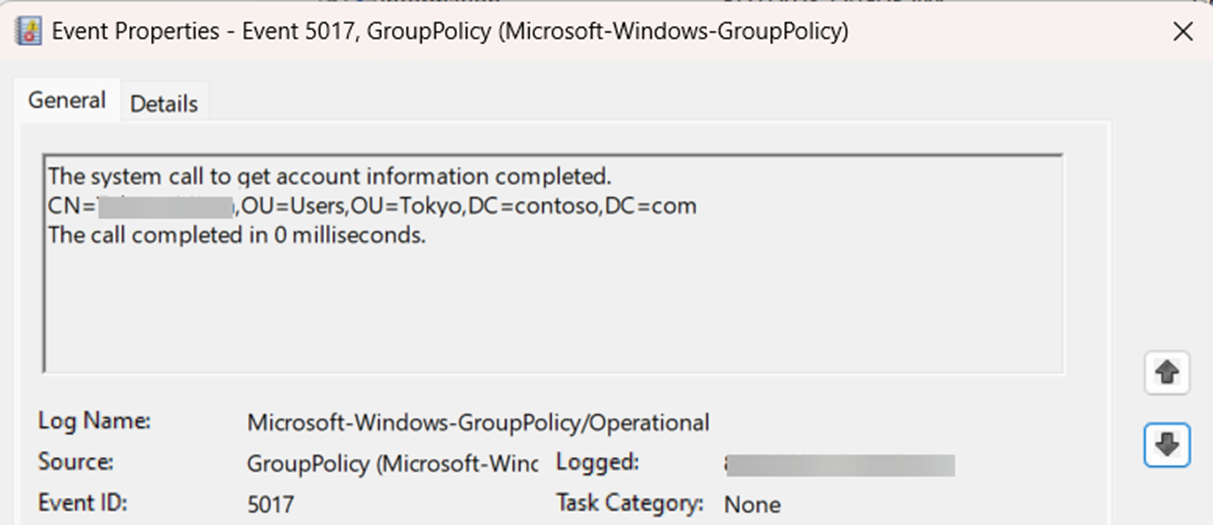 Event Properties - Event 5017, GroupPolicy (Microsoft-Windows-GroupPolicy)
General Details
The system call to get account information completed.
CN= ,OU=Users,OU=Tokyo,DC=contoso,DC=com
The call completed in 0 milliseconds.
Log Name: Microsoft-Windows-GroupPolicy/Operational
Source: GroupPolicy (Microsoft-Winc Logged:
Event ID: 5017 Task Category: None